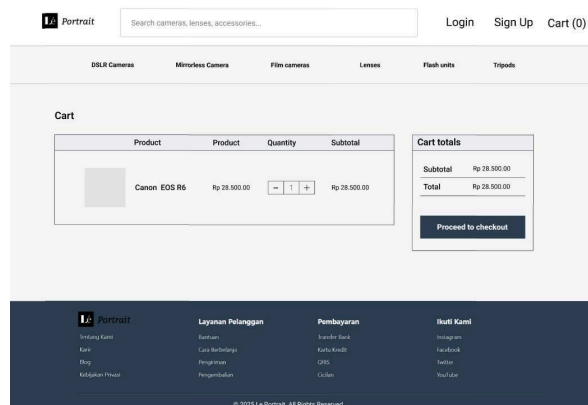 Lé Portrait
Search cameras, lenses, accessories...
Login Sign Up Cart (0)
DSLR Cameras Mirrorless Camera Film cameras Lenses Flash units Tripods
Cart
Product Product Quantity Subtotal
Canon EOS R6 Rp 28.500.00 − 1 + Rp 28.500.00
Cart totals
Subtotal Rp 28.500.00
Total Rp 28.500.00
Proceed to checkout
Lé Portrait
Tentang Kami
Karir
Blog
Kebijakan Privasi
Layanan Pelanggan
Bantuan
Cara Berbelanja
Pengiriman
Pengembalian
Pembayaran
Transfer Bank
Kartu Kredit
QRIS
Cicilan
Ikuti Kami
Instagram
Facebook
Twitter
YouTube
© 2025 Le Portrait. All Rights Reserved